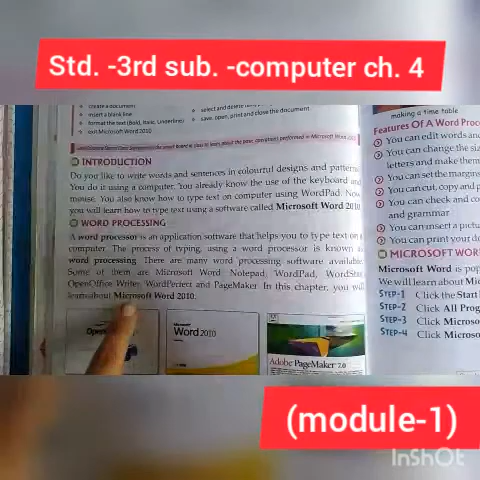 Std. -3rd sub. -computer ch. 4
create a document
insert a blank line
format the text (Bold, Italic, Underline)
exit Microsoft Word 2010
select and delete
save, open, print and close the document
INTRODUCTION
Do you like to write words and sentences in colourful designs and patterns
You do it using a computer. You already know the use of the keyboard and
mouse. You also know how to type text on computer using WordPad. Now
you will learn how to type text using a software called Microsoft Word 2010
WORD PROCESSING
A word processor is an application software that helps you to type text on
computer. The process of typing, using a word processor is known as
word processing. There are many word processing software available.
Some of them are Microsoft Word, Notepad, WordPad, WordStar
OpenOffice Writer, WordPerfect and PageMaker. In this chapter, you will
learn about Microsoft Word 2010.
Open
Word 2010
Adobe PageMaker 7.0
making a time table
Features Of A Word Proc
You can edit words and
You can change the siz
letters and make them
You can set the margins
You can cut, copy and p
You can check and co
and grammar
You can insert a pictu
You can print your do
MICROSOFT WOR
Microsoft Word is pop
We will learn about Mic
STEP-1 Click the Start
STEP-2 Click All Prog
STEP-3 Click Microso
STEP-4 Click Microso
(module-1)
InShOt